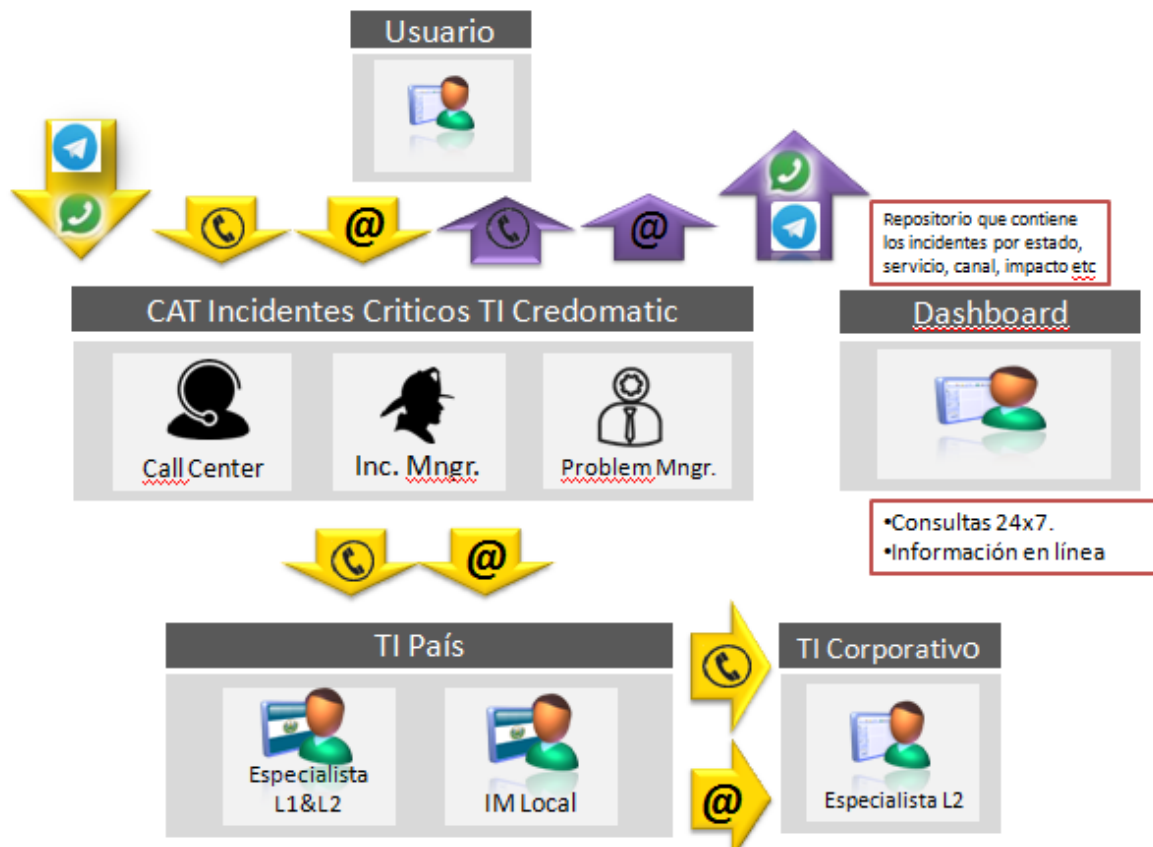 Usuario
@
@
Repositorio que contiene
los incidentes por estado,
servicio, canal, impacto etc
CAT Incidentes Criticos TI Credomatic
Dashboard
Call Center
Inc. Mngr.
Problem Mngr.
•Consultas 24x7.
•Información en línea
@
TI País
TI Corporativo
Especialista
L1&L2
IM Local
@
Especialista L2